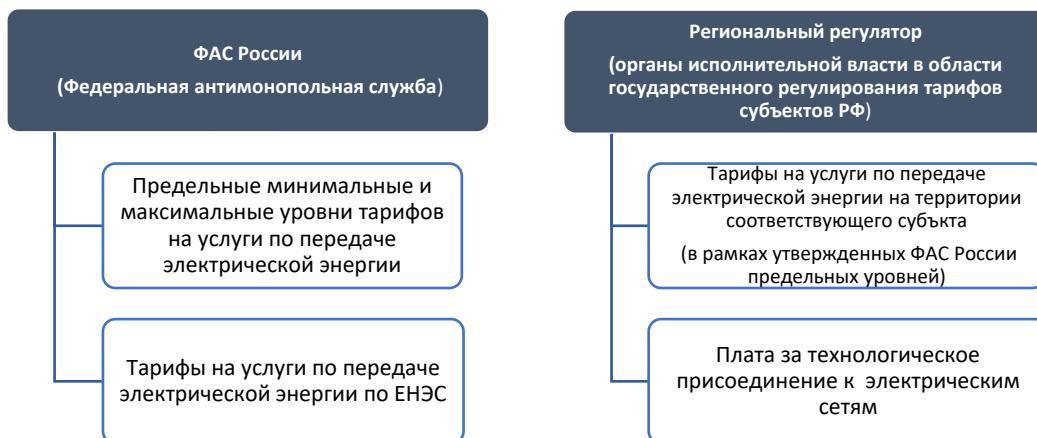 ФАС России
(Федеральная антимонопольная служба)
Предельные минимальные и
максимальные уровни тарифов
на услуги по передаче
электрической энергии
Тарифы на услуги по передаче
электрической энергии по ЕНЭС
Региональный регулятор
(органы исполнительной власти в области
государственного регулирования тарифов
субъектов РФ)
Тарифы на услуги по передаче
электрической энергии на территории
соответствующего субъкта
(в рамках утвержденных ФАС России
предельных уровней)
Плата за технологическое
присоединение к электрическим
сетям